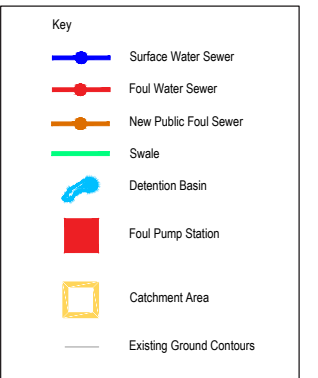 Key
Surface Water Sewer
Foul Water Sewer
New Public Foul Sewer
Swale
Detention Basin
Foul Pump Station
Catchment Area
Existing Ground Contours